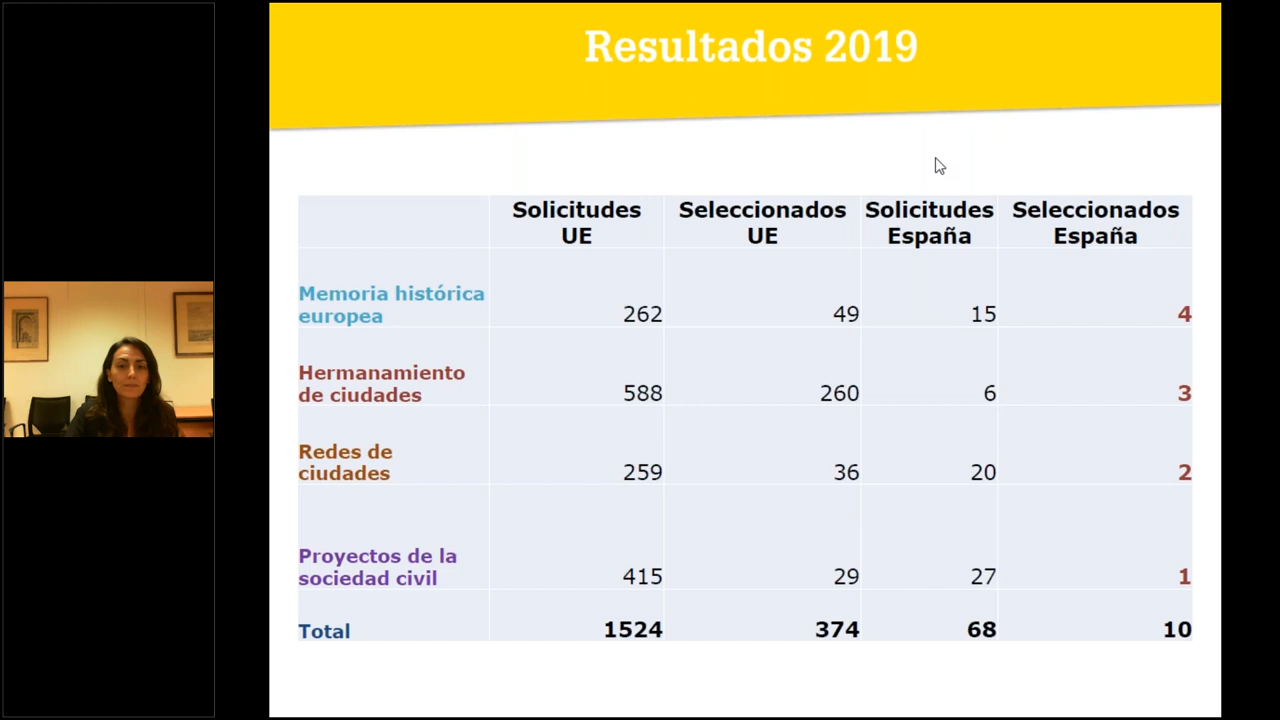 Resultados 2019
Solicitudes UE Seleccionados UE Solicitudes España Seleccionados España
Memoria histórica europea 262 49 15 4
Hermanamiento de ciudades 588 260 6 3
Redes de ciudades 259 36 20 2
Proyectos de la sociedad civil 415 29 27 1
Total 1524 374 68 10